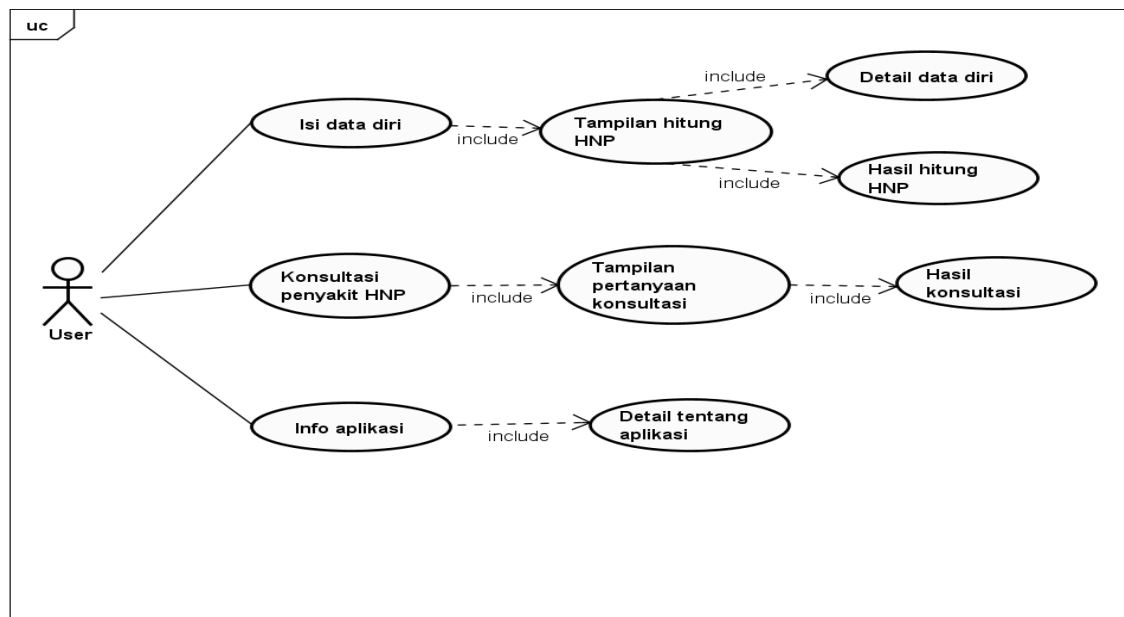 uc
Isi data diri
include
Tampilan hitung
HNP
include
Detail data diri
include
Hasil hitung
HNP
User
Konsultasi
penyakit HNP
include
Tampilan
pertanyaan
konsultasi
include
Hasil
konsultasi
Info aplikasi
include
Detail tentang
aplikasi